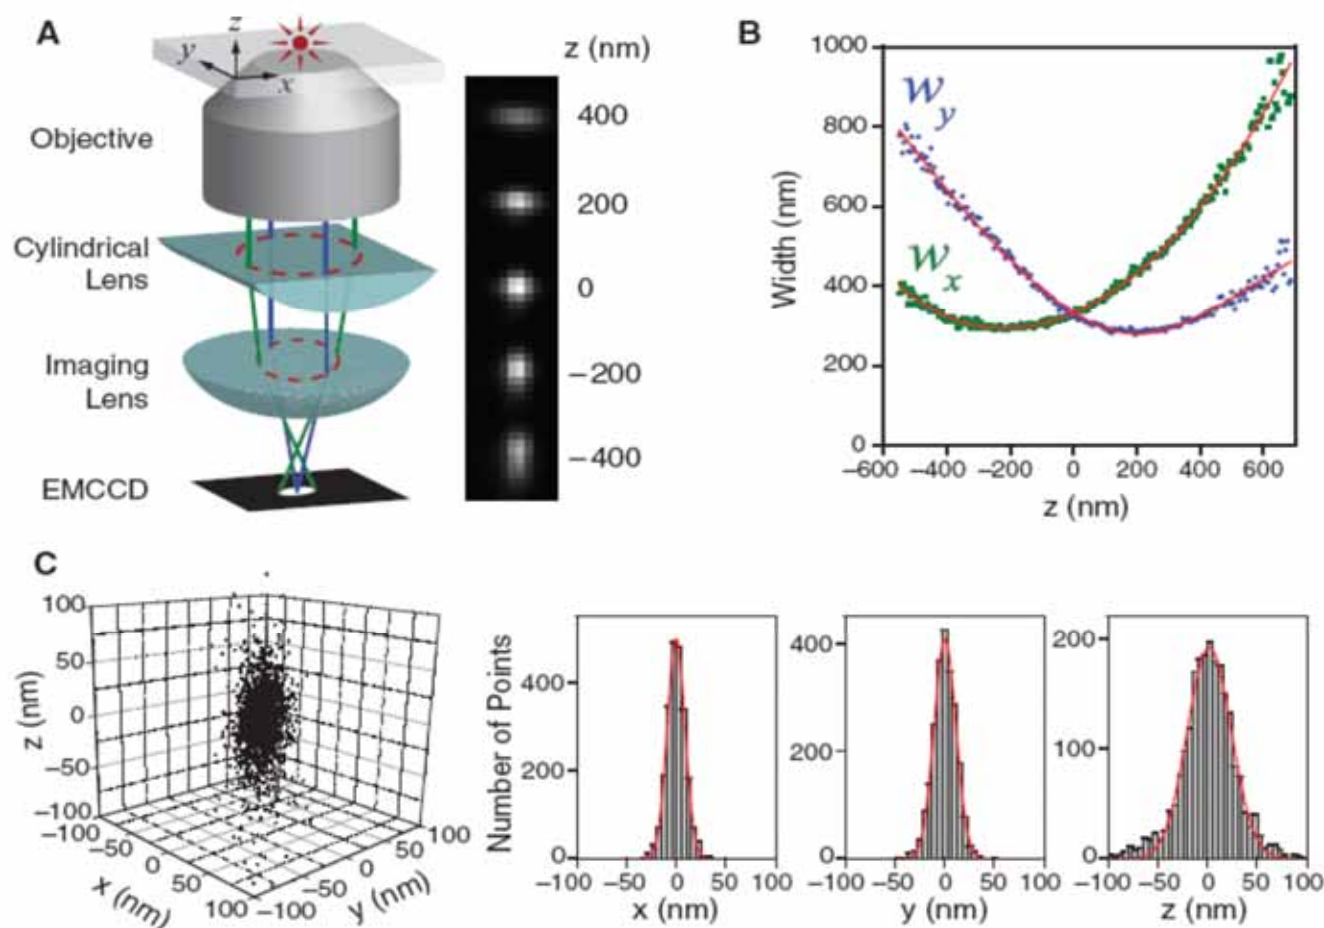 A
z
y
x
Objective
Cylindrical
Lens
Imaging
Lens
EMCCD
z (nm)
400
200
0
−200
−400
B
1000
800
600
400
200
0
Width (nm)
wy
wx
−600 −400 −200 0 200 400 600
z (nm)
C
100
50
0
−50
−100
z (nm)
−100
−50
0
50
100
x (nm)
−100
−50
0
50
100
y (nm)
Number of Points
400
200
0
−100 −50 0 50 100
x (nm)
400
200
0
−100 −50 0 50 100
y (nm)
200
100
0
−100 −50 0 50 100
z (nm)